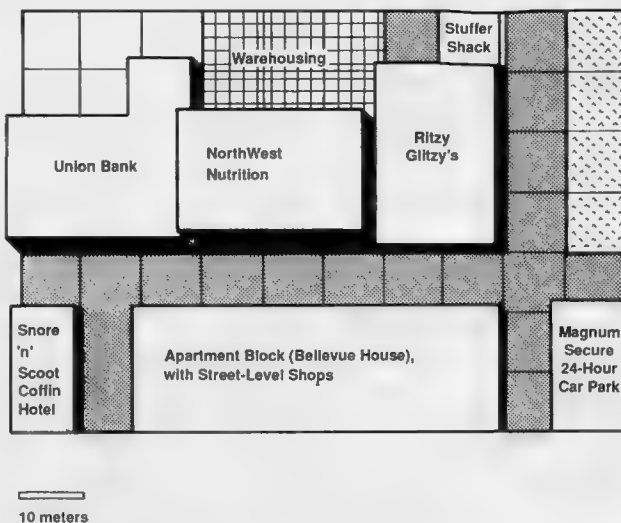 Stuffer
Shack
Warehousing
Union Bank
NorthWest
Nutrition
Ritzy
Glitzy's
Snore
'n'
Scoot
Coffin
Hotel
Apartment Block (Bellevue House),
with Street-Level Shops
Magnum
Secure
24-Hour
Car Park
10 meters